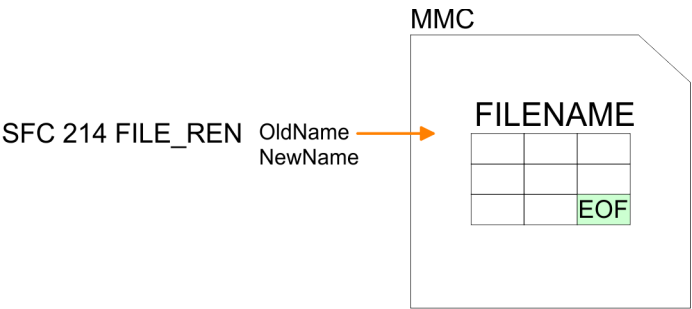 MMC
FILENAME
SFC 214 FILE_REN OldName
NewName
EOF